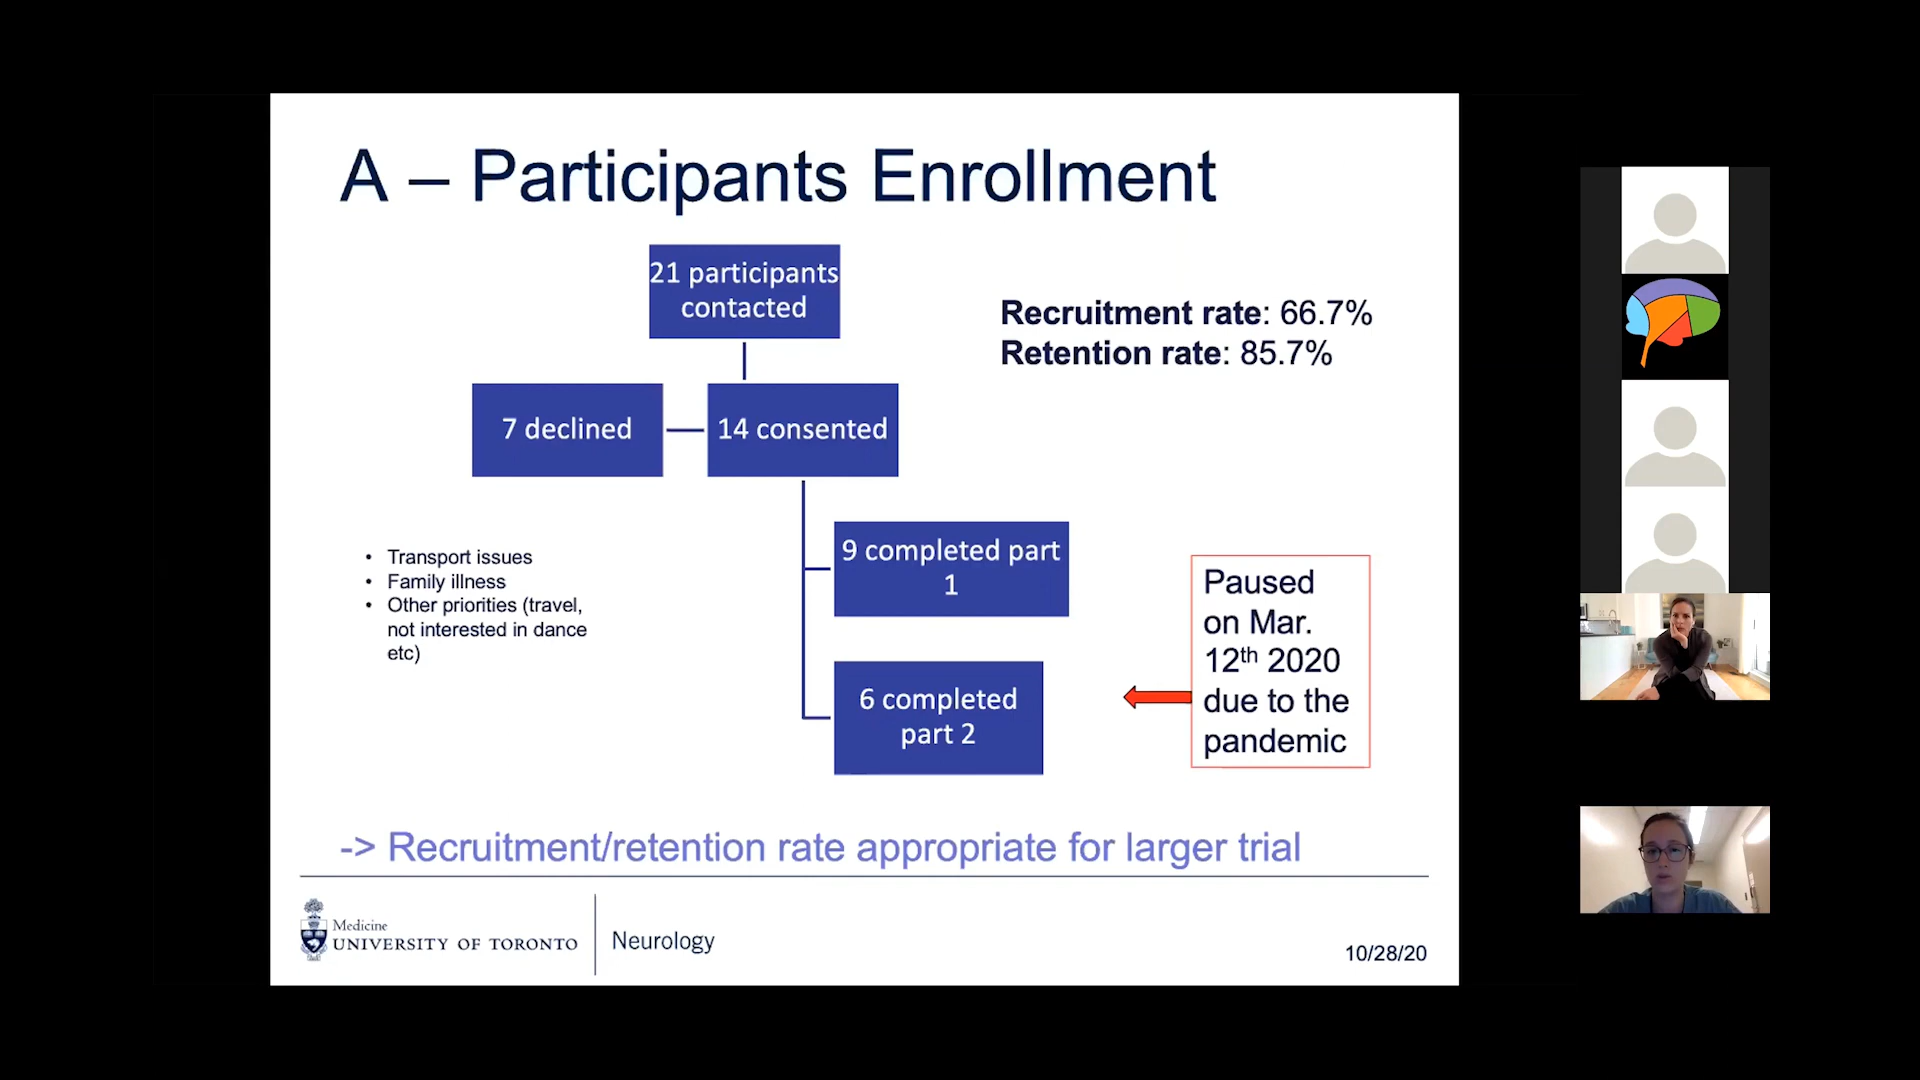 A – Participants Enrollment
21 participants
contacted
Recruitment rate: 66.7%
Retention rate: 85.7%
7 declined
14 consented
• Transport issues
• Family illness
• Other priorities (travel,
not interested in dance
etc)
9 completed part
1
6 completed
part 2
Paused
on Mar.
12th 2020
due to the
pandemic
-> Recruitment/retention rate appropriate for larger trial
Medicine
UNIVERSITY OF TORONTO
Neurology
10/28/20